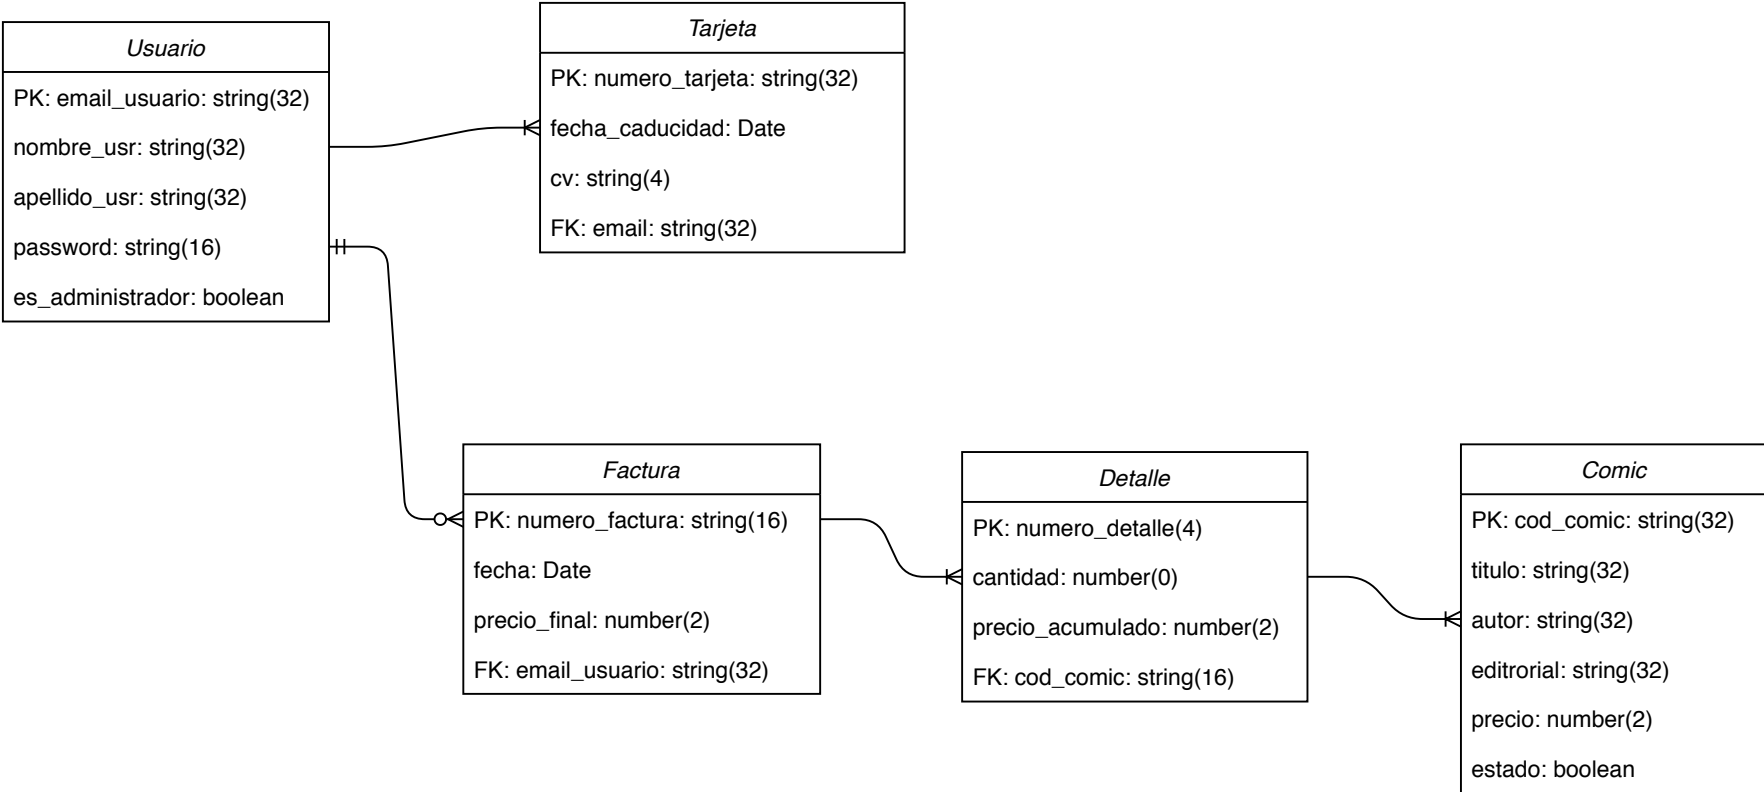 Usuario
PK: email_usuario: string(32)
nombre_usr: string(32)
apellido_usr: string(32)
password: string(16)
es_administrador: boolean
Tarjeta
PK: numero_tarjeta: string(32)
fecha_caducidad: Date
cv: string(4)
FK: email: string(32)
Factura
PK: numero_factura: string(16)
fecha: Date
precio_final: number(2)
FK: email_usuario: string(32)
Detalle
PK: numero_detalle(4)
cantidad: number(0)
precio_acumulado: number(2)
FK: cod_comic: string(16)
Comic
PK: cod_comic: string(32)
titulo: string(32)
autor: string(32)
editrorial: string(32)
precio: number(2)
estado: boolean